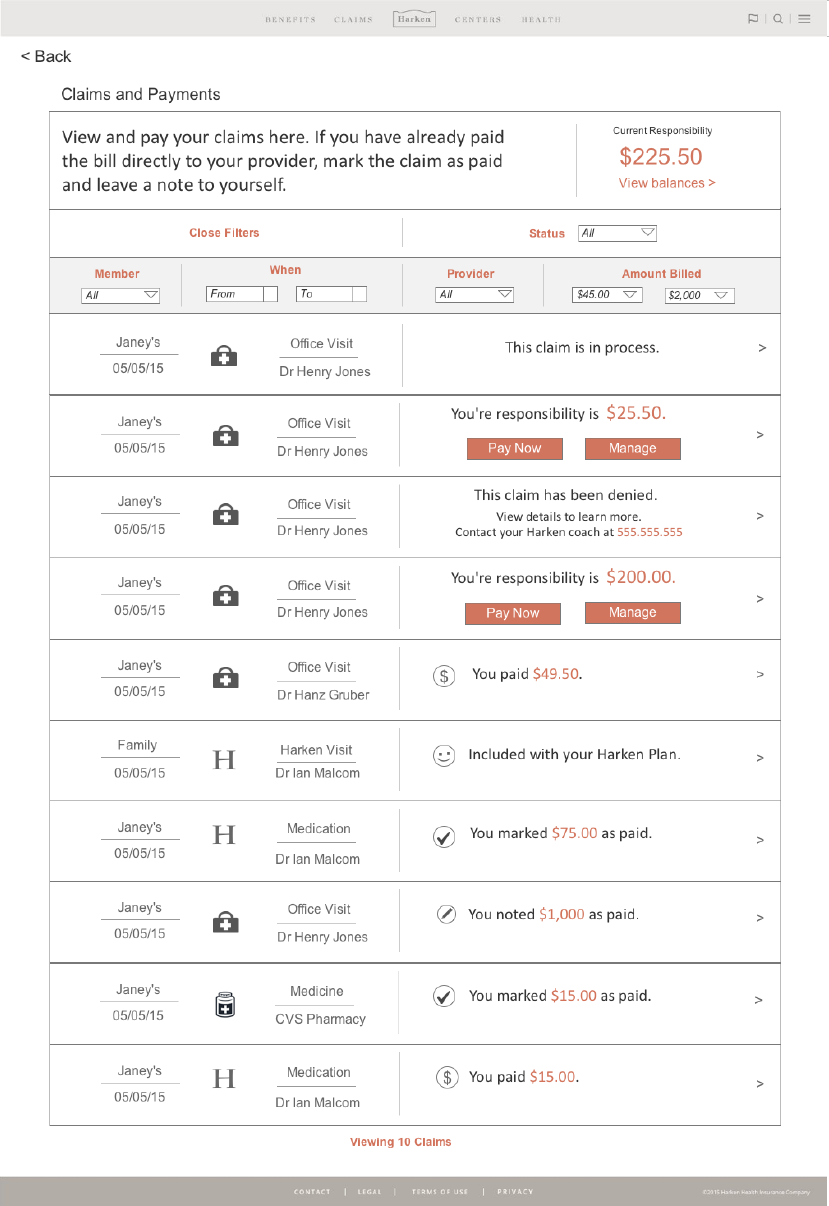 BENEFITS CLAIMS Harken CENTERS HEALTH
< Back
Claims and Payments
View and pay your claims here. If you have already paid
the bill directly to your provider, mark the claim as paid
and leave a note to yourself.
Current Responsibility
$225.50
View balances >
Close Filters
Status All
Member
All
When
From To
Provider
All
Amount Billed
$45.00 $2,000
Janey's
05/05/15
Office Visit
Dr Henry Jones
This claim is in process. >
Janey's
05/05/15
Office Visit
Dr Henry Jones
You're responsibility is $25.50.
Pay Now Manage
>
Janey's
05/05/15
Office Visit
Dr Henry Jones
This claim has been denied.
View details to learn more.
Contact your Harken coach at 555.555.555
>
Janey's
05/05/15
Office Visit
Dr Henry Jones
You're responsibility is $200.00.
Pay Now Manage
>
Janey's
05/05/15
Office Visit
Dr Hanz Gruber
$ You paid $49.50. >
Family
05/05/15
H
Harken Visit
Dr Ian Malcom
Included with your Harken Plan. >
Janey's
05/05/15
H
Medication
Dr Ian Malcom
You marked $75.00 as paid. >
Janey's
05/05/15
Office Visit
Dr Henry Jones
You noted $1,000 as paid. >
Janey's
05/05/15
Medicine
CVS Pharmacy
You marked $15.00 as paid. >
Janey's
05/05/15
H
Medication
Dr Ian Malcom
$ You paid $15.00. >
Viewing 10 Claims
CONTACT | LEGAL | TERMS OF USE | PRIVACY
©2015 Harken Health Insurance Company